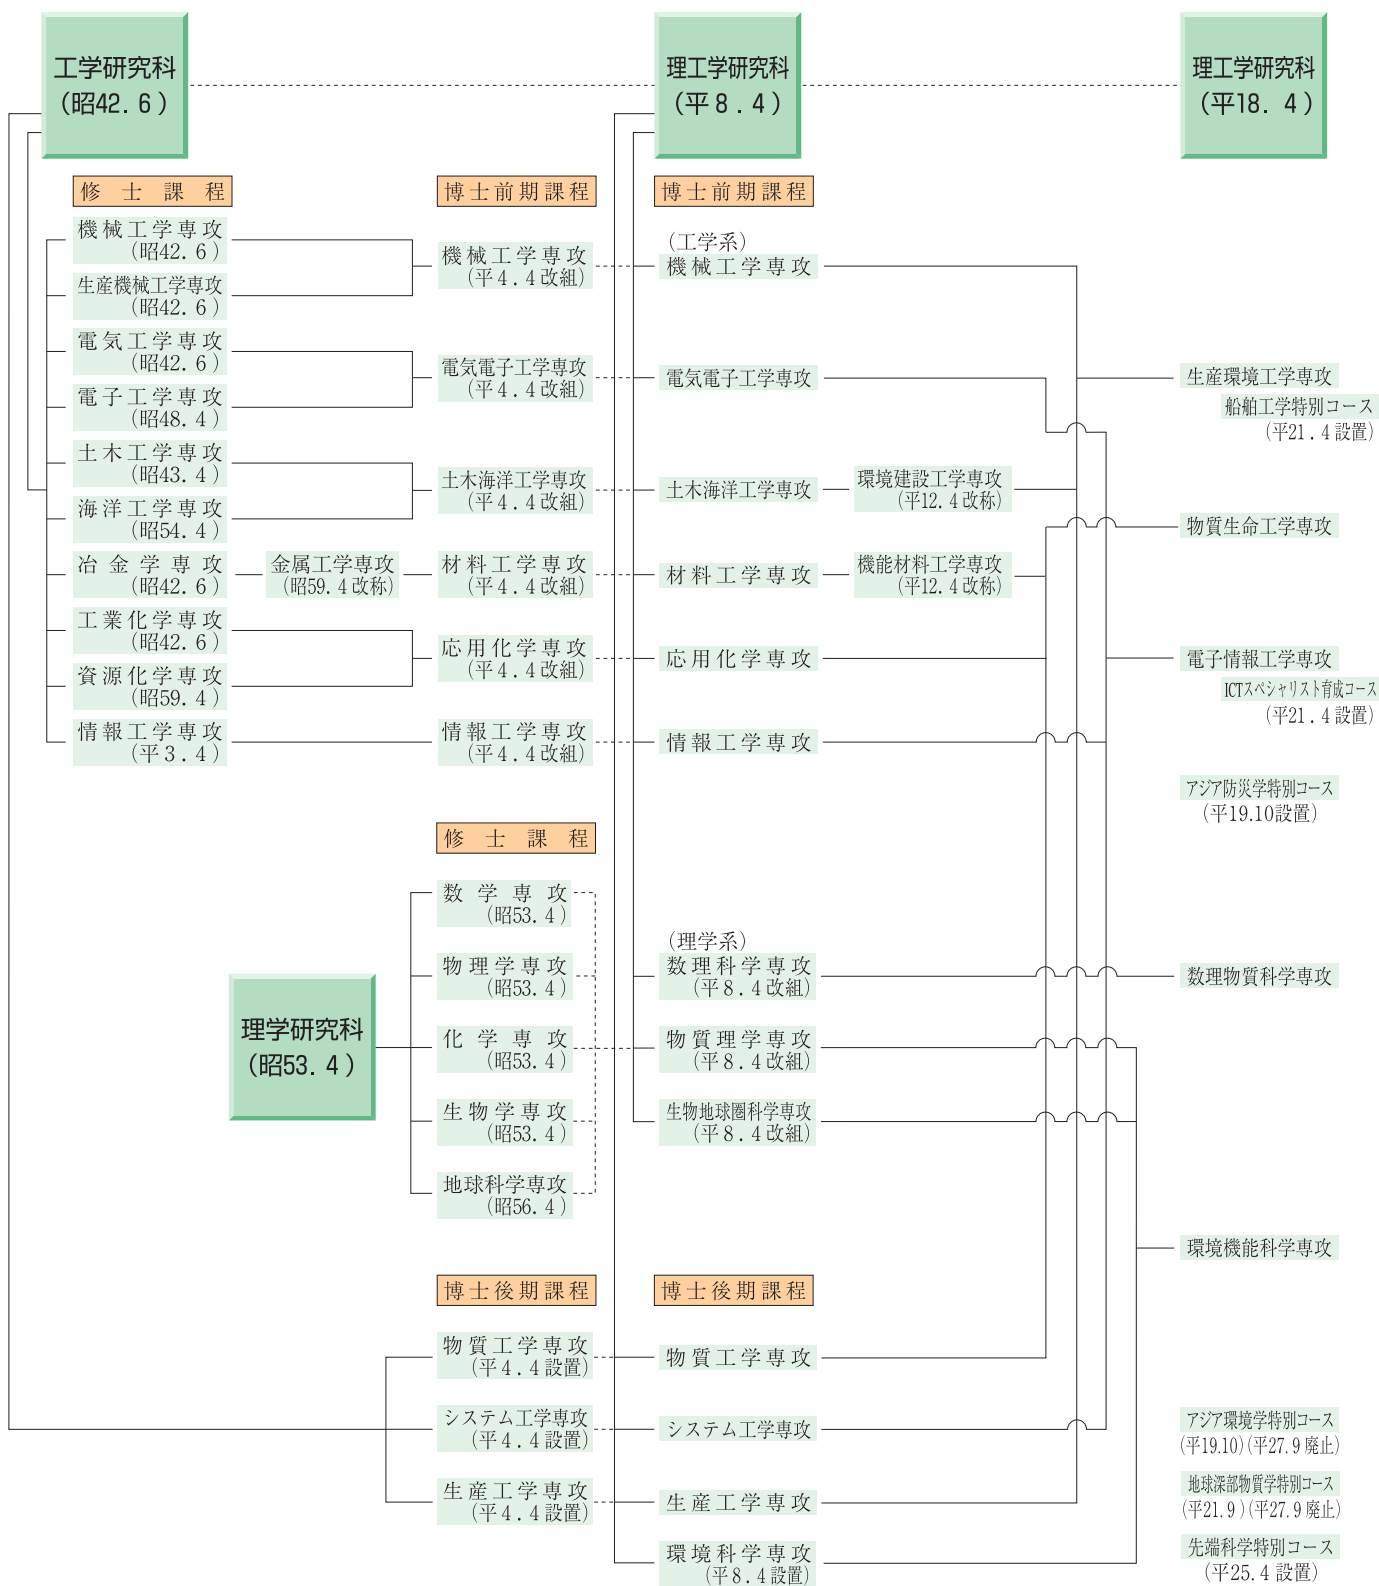 工学研究科
（昭42．6）
理工学研究科
（平8．4）
理工学研究科
（平18．4）
修士課程
機械工学専攻
（昭42．6）
生産機械工学専攻
（昭42．6）
電気工学専攻
（昭42．6）
電子工学専攻
（昭48．4）
土木工学専攻
（昭43．4）
海洋工学専攻
（昭54．4）
冶金学専攻
（昭42．6）
金属工学専攻
（昭59．4改称）
工業化学専攻
（昭42．6）
資源化学専攻
（昭59．4）
情報工学専攻
（平3．4）
博士前期課程
機械工学専攻
（平4．4改組）
電気電子工学専攻
（平4．4改組）
土木海洋工学専攻
（平4．4改組）
材料工学専攻
（平4．4改組）
応用化学専攻
（平4．4改組）
情報工学専攻
（平4．4改組）
博士前期課程
（工学系）
機械工学専攻
電気電子工学専攻
土木海洋工学専攻
環境建設工学専攻
（平12．4改称）
材料工学専攻
機能材料工学専攻
（平12．4改称）
応用化学専攻
情報工学専攻
生産環境工学専攻
船舶工学特別コース
（平21．4設置）
物質生命工学専攻
電子情報工学専攻
ICTスペシャリスト育成コース
（平21．4設置）
アジア防災学特別コース
（平19.10設置）
理学研究科
（昭53．4）
修士課程
数学専攻
（昭53．4）
物理学専攻
（昭53．4）
化学専攻
（昭53．4）
生物学専攻
（昭53．4）
地球科学専攻
（昭56．4）
（理学系）
数理科学専攻
（平8．4改組）
物質理学専攻
（平8．4改組）
生物地球圏科学専攻
（平8．4改組）
数理物質科学専攻
環境機能科学専攻
博士後期課程
物質工学専攻
（平4．4設置）
システム工学専攻
（平4．4設置）
生産工学専攻
（平4．4設置）
博士後期課程
物質工学専攻
システム工学専攻
生産工学専攻
環境科学専攻
（平8．4設置）
アジア環境学特別コース
（平19.10）（平27．9廃止）
地球深部物質学特別コース
（平21．9）（平27．9廃止）
先端科学特別コース
（平25．4設置）